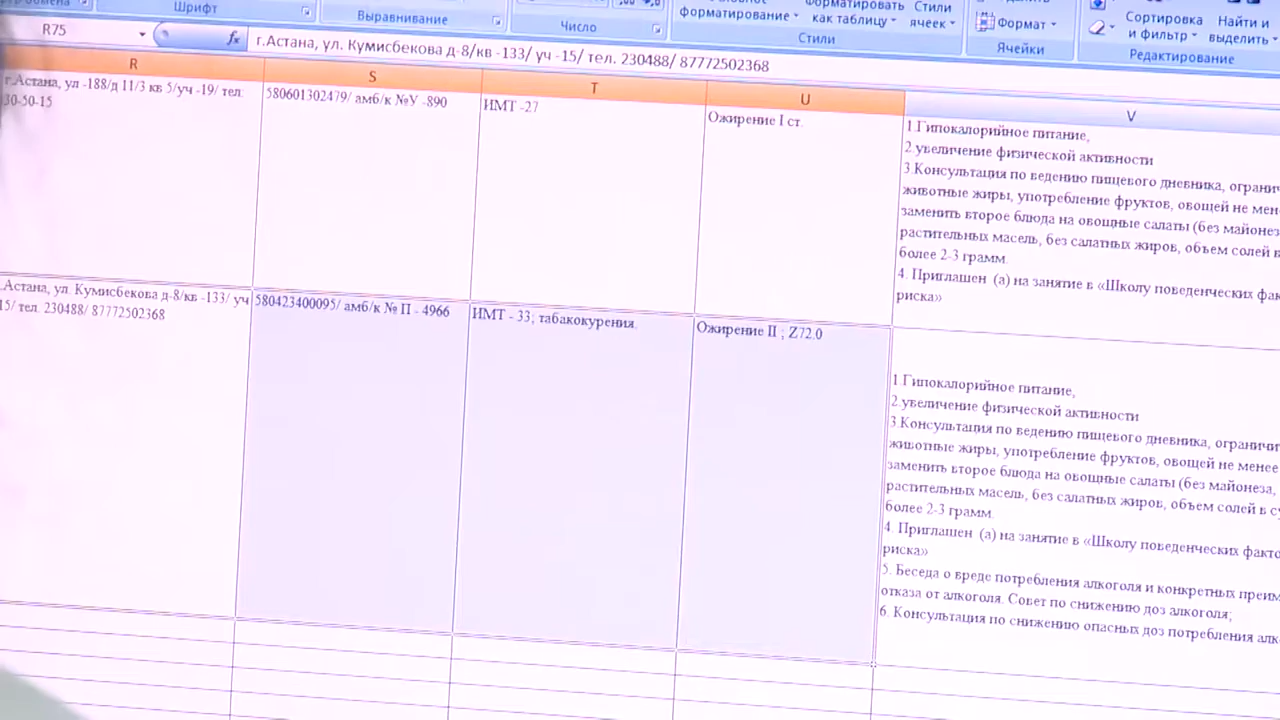 Шрифт
Выравнивание
Число
форматирование
Форматировать
как таблицу
Стили
ячеек
Стили
Формат
Ячейки
Сортировка
и фильтр
Найти и
выделить
Редактирование
R75
fx
г.Астана, ул. Кумисбекова д-8/кв -133/ уч -15/ тел. 230488/ 87772502368
R
S
T
U
V
г.Астана, ул -188/д 11/3 кв 5/уч -19/ тел:
30-50-15
580601302479/ амб/к №У -890
ИМТ -27
Ожирение I ст.
1.Гипокалорийное питание,
2.увеличение физической активности
3.Консультация по ведению пищевого дневника, огранич
животные жиры, употребление фруктов, овощей не мен
заменить второе блюда на овощные салаты (без майонез
растительных масель, без салатных жиров, объем солей в
более 2-3 грамм.
4. Приглашен (а) на занятие в «Школу поведенческих фак
риска»
.Астана, ул. Кумисбекова д-8/кв -133/ уч
15/ тел. 230488/ 87772502368
580423400095/ амб/к № П - 4966
ИМТ - 33; табакокурения.
Ожирение II ; Z72.0
1.Гипокалорийное питание,
2.увеличение физической активности
3.Консультация по ведению пищевого дневника, ограничи
животные жиры, употребление фруктов, овощей не менее
заменить второе блюда на овощные салаты (без майонеза,
растительных масель, без салатных жиров, объем солей в су
более 2-3 грамм.
4. Приглашен (а) на занятие в «Школу поведенческих факто
риска»
5. Беседа о вреде потребления алкоголя и конкретных преим
отказа от алкоголя. Совет по снижению доз алкоголя;
6. Консультация по снижению опасных доз потребления алк